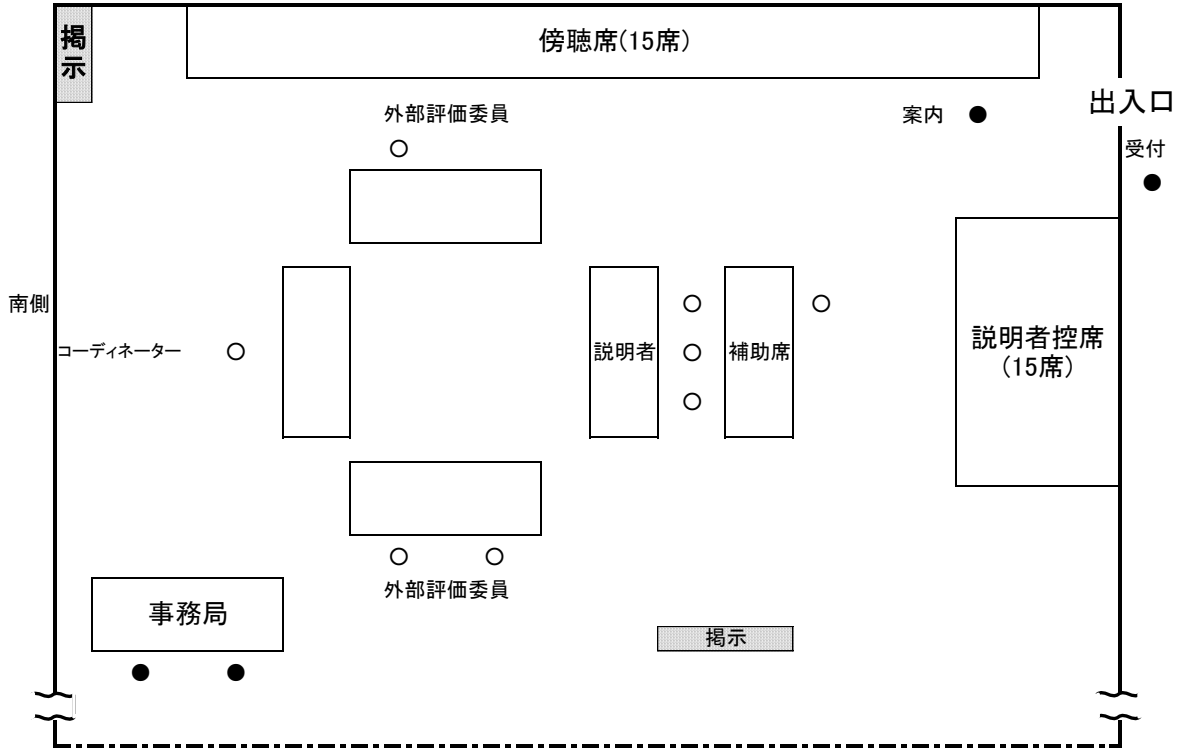 掲
示
傍聴席(15席)
出入口
外部評価委員
案内
受付
南側
コーディネーター
説明者
補助席
説明者控席
(15席)
外部評価委員
事務局
掲示